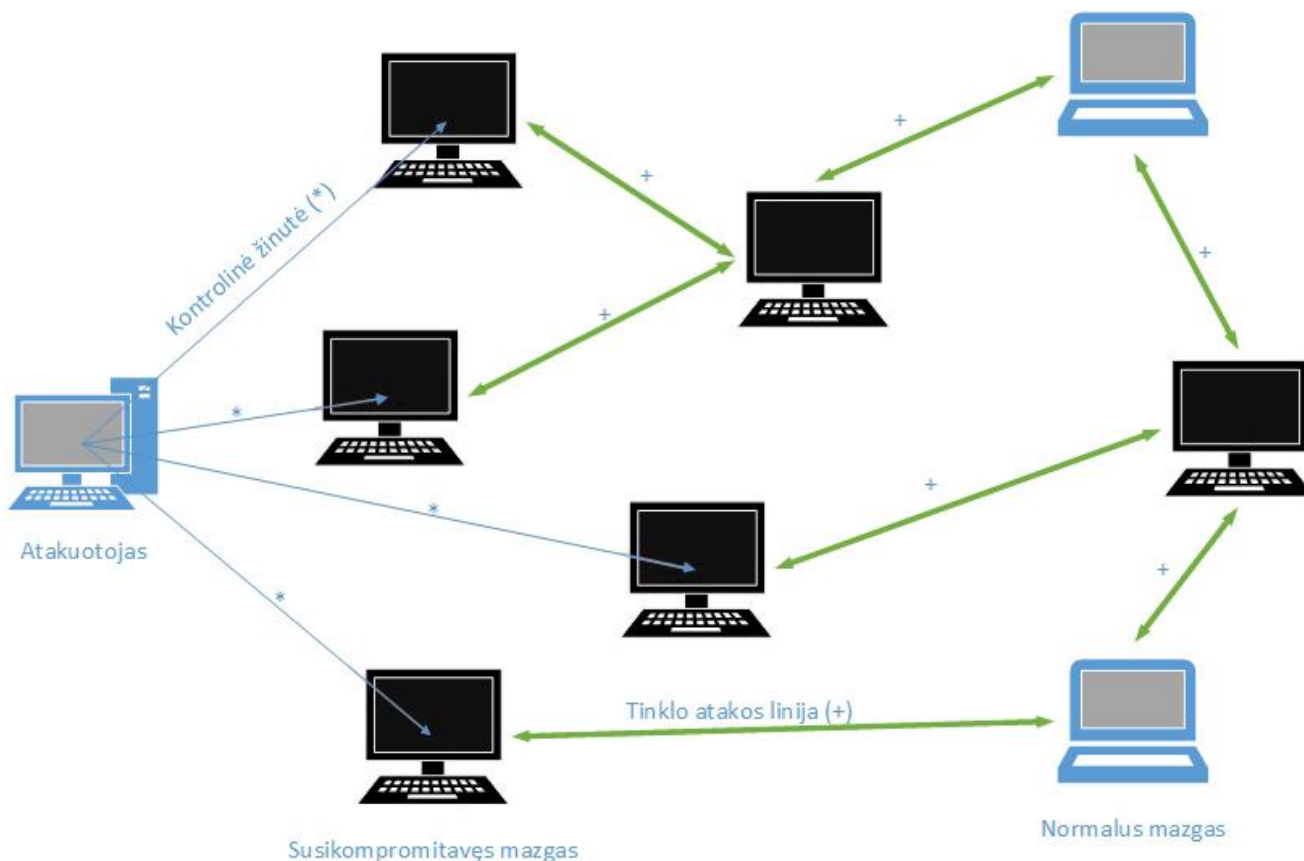 +
+
Kontrolinė žinutė (*)
+
+
*
+
*
Atakuotojas
+
*
Tinklo atakos linija (+)
Normalus mazgas
Susikompromitavęs mazgas